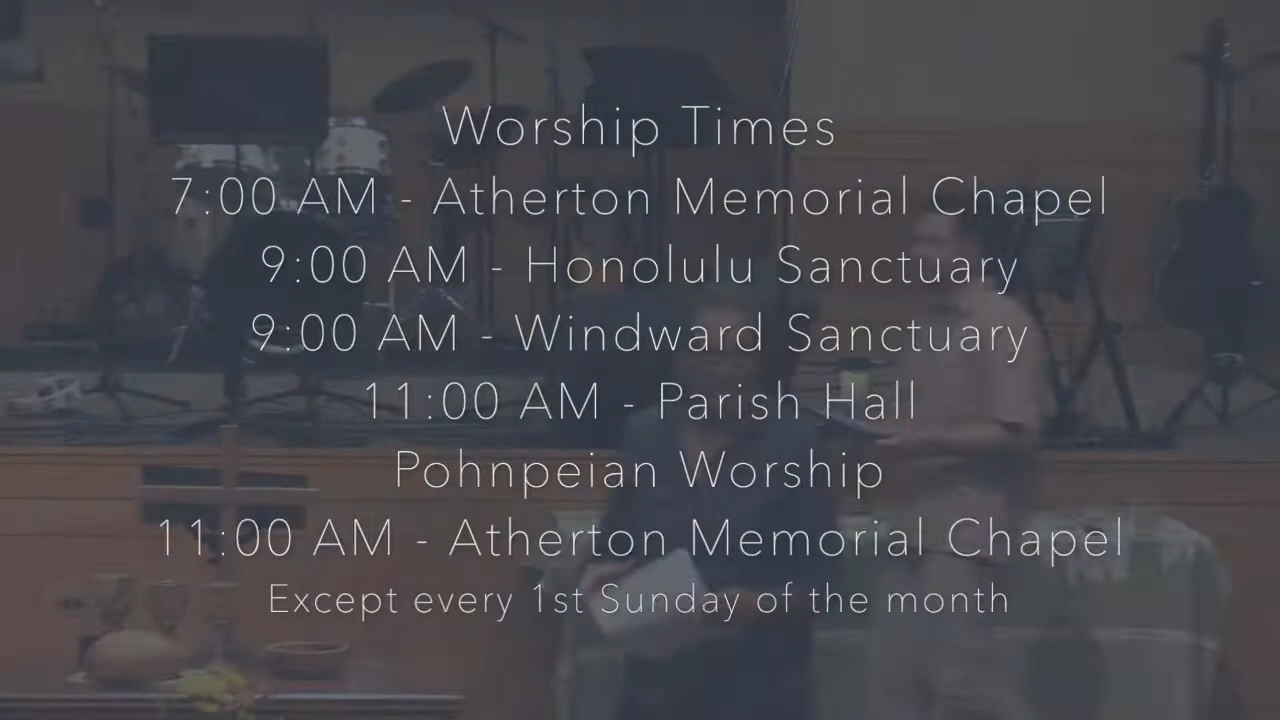 Worship Times
7:00 AM - Atherton Memorial Chapel
9:00 AM - Honolulu Sanctuary
9:00 AM - Windward Sanctuary
11:00 AM - Parish Hall
Pohnpeian Worship
11:00 AM - Atherton Memorial Chapel
Except every 1st Sunday of the month